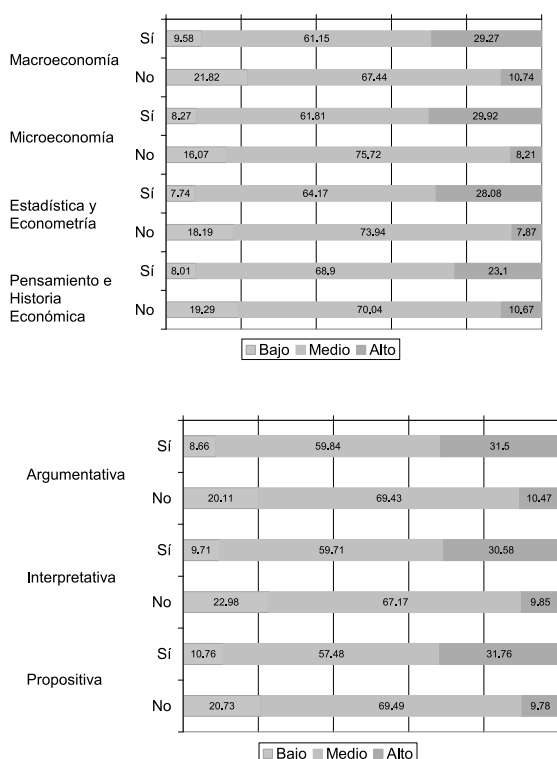 Macroeconomía
Sí 9.58 61.15 29.27
No 21.82 67.44 10.74
Microeconomía
Sí 8.27 61.81 29.92
No 16.07 75.72 8.21
Estadística y
Econometría
Sí 7.74 64.17 28.08
No 18.19 73.94 7.87
Pensamiento e
Historia
Económica
Sí 8.01 68.9 23.1
No 19.29 70.04 10.67
Bajo Medio Alto
Argumentativa
Sí 8.66 59.84 31.5
No 20.11 69.43 10.47
Interpretativa
Sí 9.71 59.71 30.58
No 22.98 67.17 9.85
Propositiva
Sí 10.76 57.48 31.76
No 20.73 69.49 9.78
Bajo Medio Alto